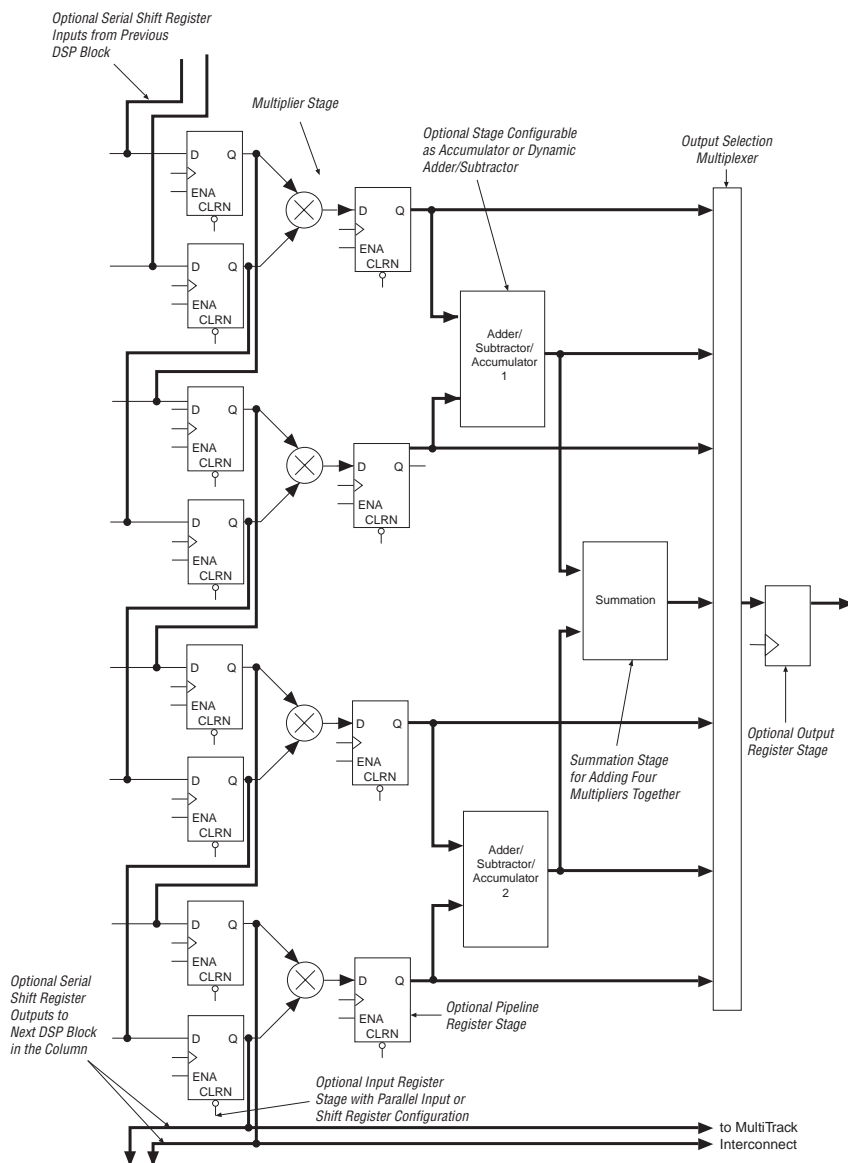 Optional Serial Shift Register
Inputs from Previous
DSP Block
Multiplier Stage
Optional Stage Configurable
as Accumulator or Dynamic
Adder/Subtractor
Output Selection
Multiplexer
D Q
ENA
CLRN
D Q
ENA
CLRN
D Q
ENA
CLRN
Adder/
Subtractor/
Accumulator
1
D Q
ENA
CLRN
D Q
ENA
CLRN
D Q
ENA
CLRN
Summation
D Q
ENA
CLRN
D Q
ENA
CLRN
D Q
ENA
CLRN
Optional Output
Register Stage
Summation Stage
for Adding Four
Multipliers Together
Adder/
Subtractor/
Accumulator
2
D Q
ENA
CLRN
D Q
ENA
CLRN
D Q
ENA
CLRN
Optional Serial
Shift Register
Outputs to
Next DSP Block
in the Column
Optional Pipeline
Register Stage
Optional Input Register
Stage with Parallel Input or
Shift Register Configuration
to MultiTrack
Interconnect